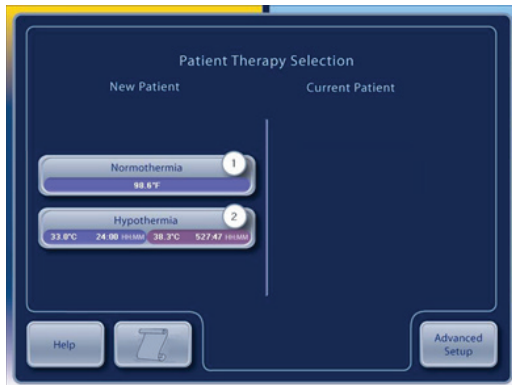 Patient Therapy Selection
New Patient
Current Patient
Normothermia
1
98.6°F
Hypothermia
2
33.0°C 24:00 HH:MM 38.3°C 527:47 HH:MM
Help
Advanced
Setup